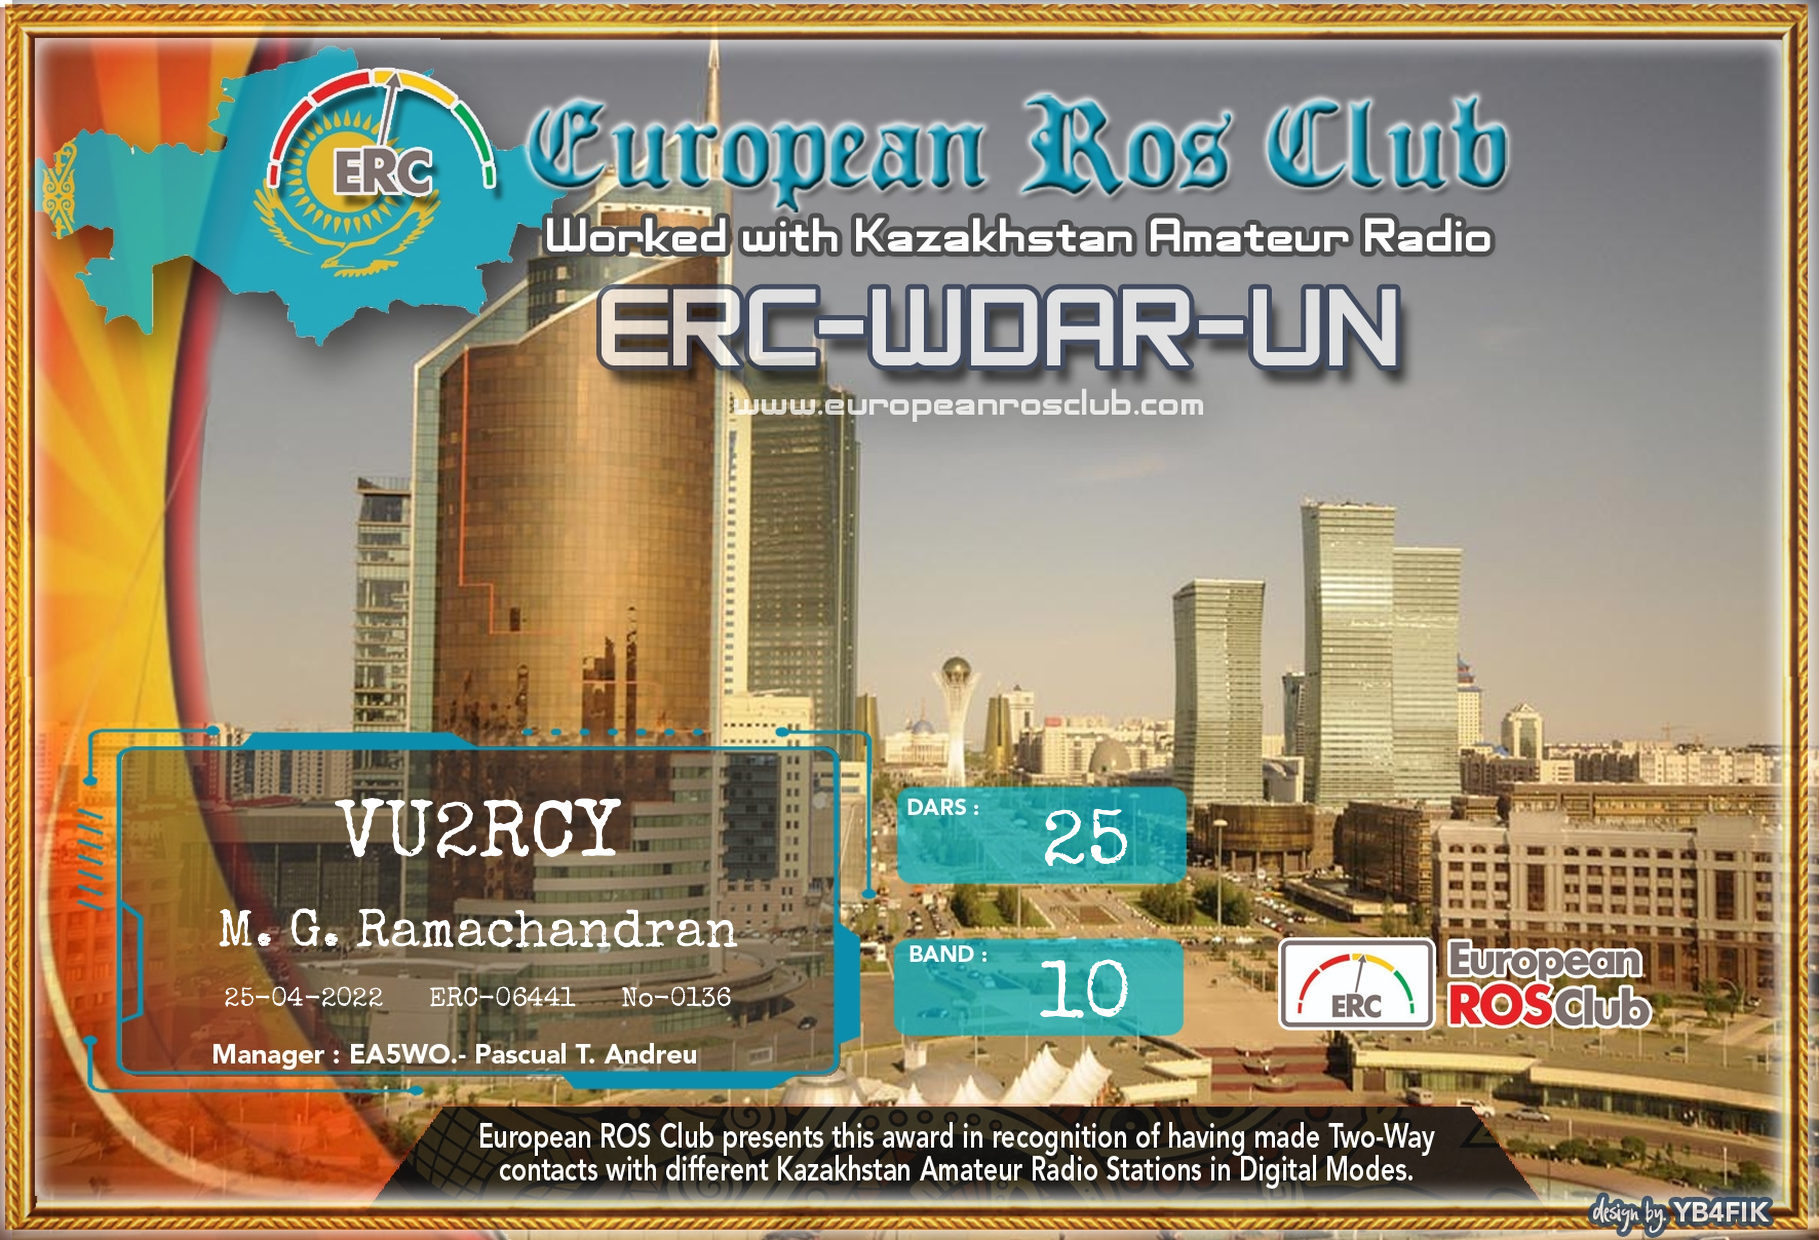 ERC
European Ros Club
Worked with Kazakhstan Amateur Radio
ERC-WDAR-UN
www.europeanrosclub.com
VU2RCY
M. G. Ramachandran
25-04-2022 ERC-06441 No-0136
Manager : EA5WO.- Pascual T. Andreu
DARS :
25
BAND :
10
ERC
European
ROSClub
European ROS Club presents this award in recognition of having made Two-Way
contacts with different Kazakhstan Amateur Radio Stations in Digital Modes.
design by. YB4FIK